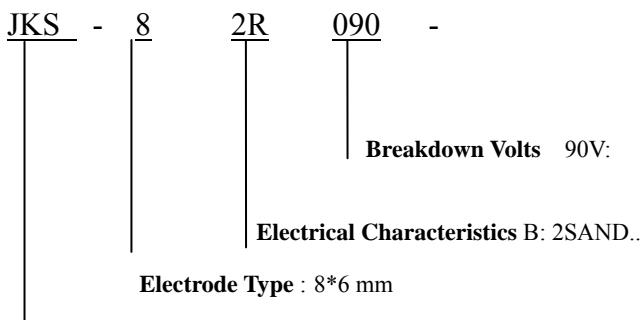 JKS - 8 2R 090 -
Breakdown Volts 90V:
Electrical Characteristics B: 2SAND..
Electrode Type : 8*6 mm